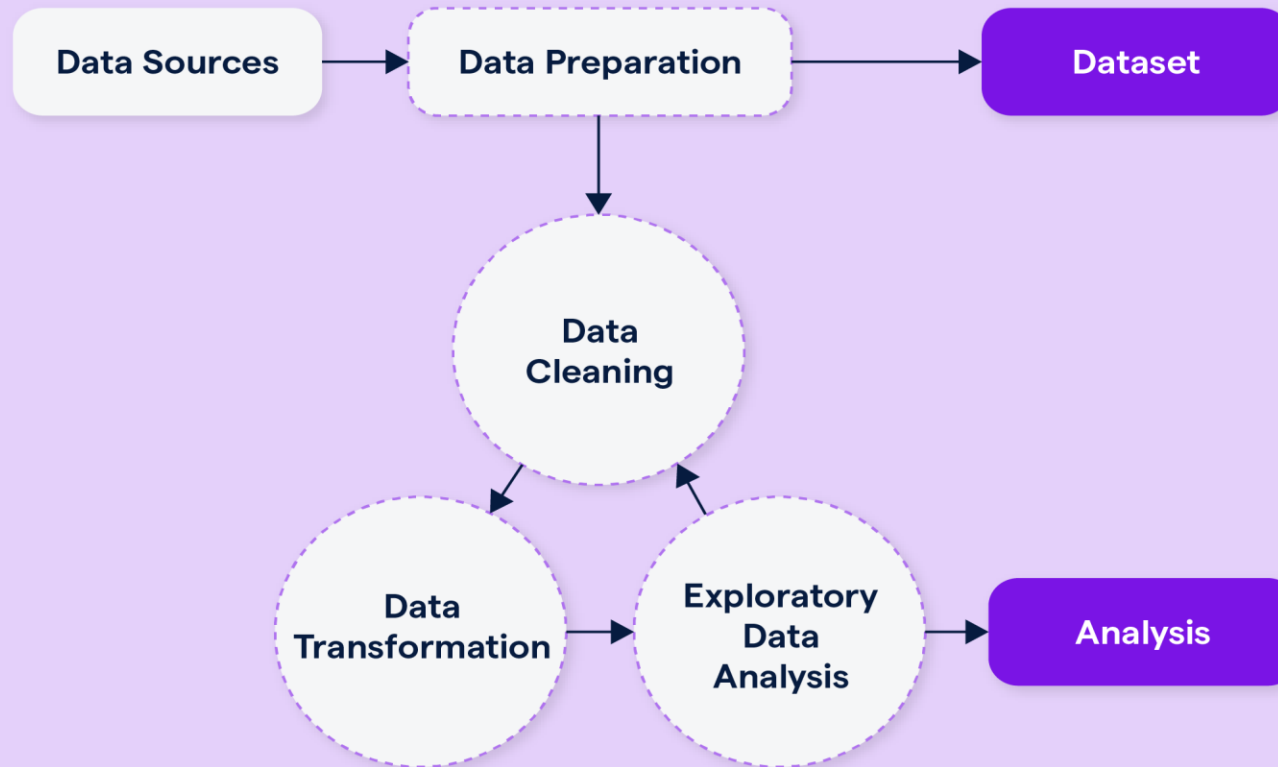 Data Sources
Data Preparation
Dataset
Data
Cleaning
Data
Transformation
Exploratory
Data
Analysis
Analysis